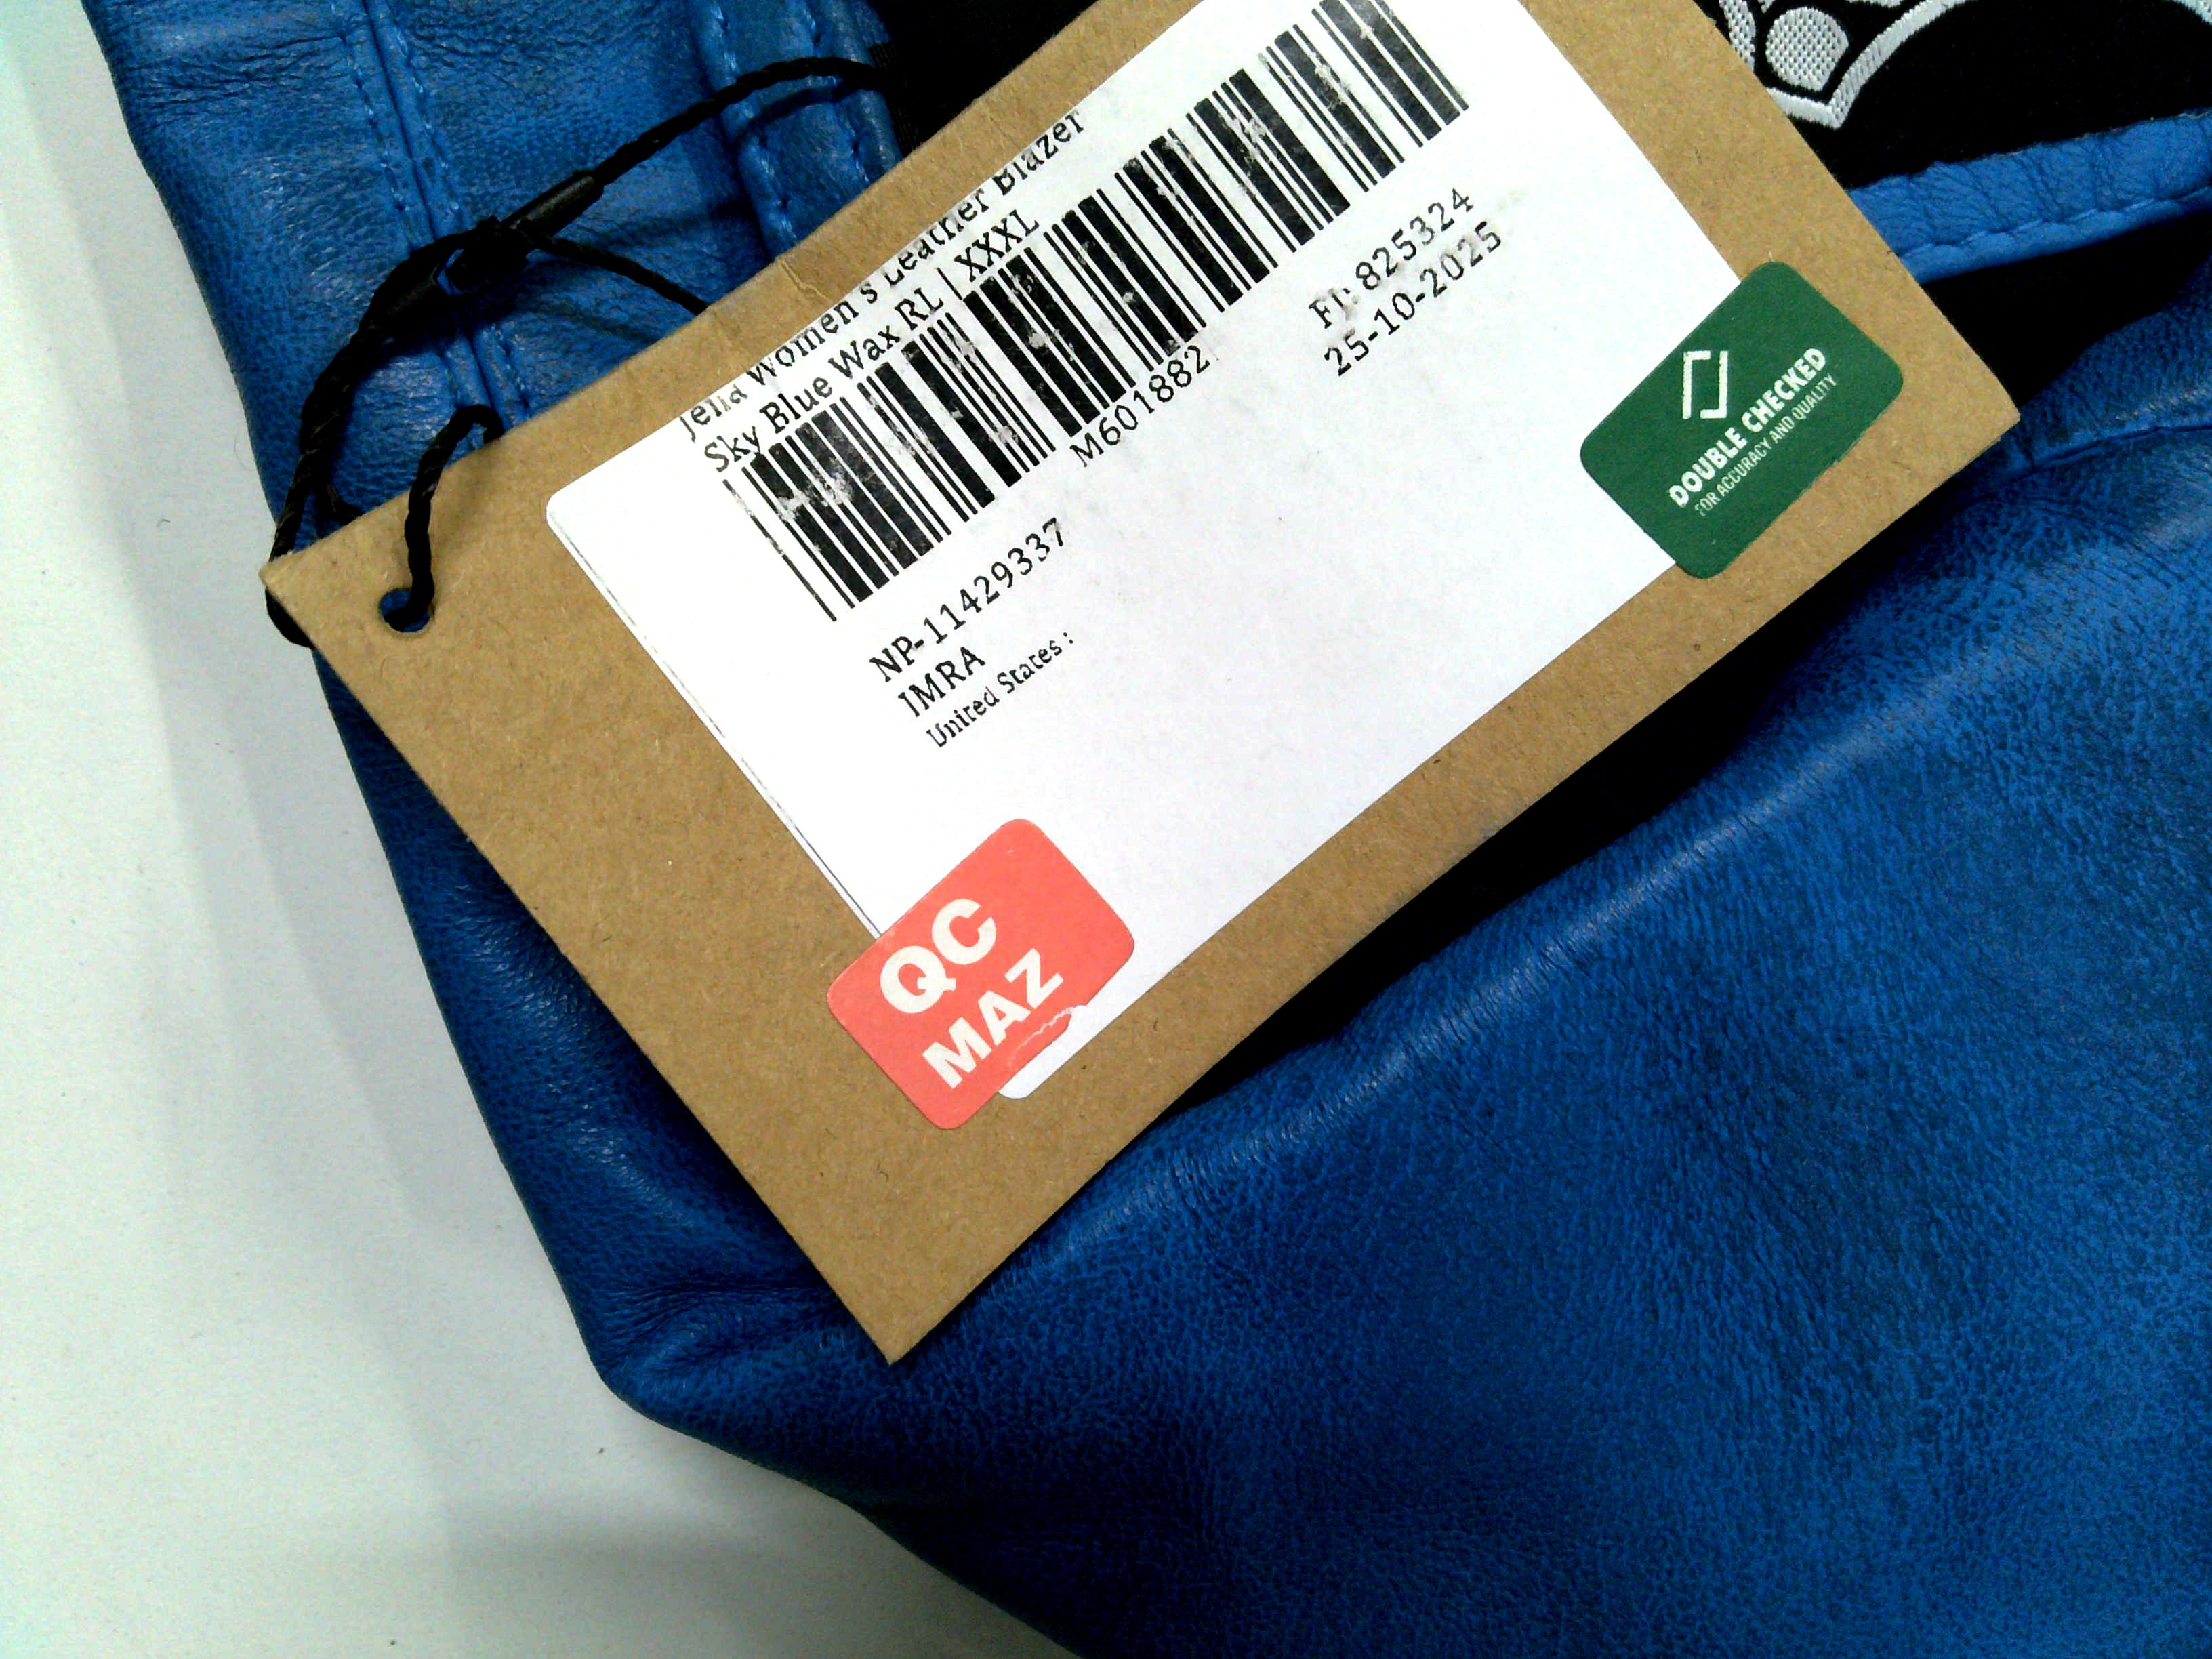 Jella Women's Leather Blazer
Sky Blue Wax RL | XXXL
M601882
FI: 825324
25-10-2025
NP-11429337
IMRA
United States :
DOUBLE CHECKED
FOR ACCURACY AND QUALITY
QC
MAZ